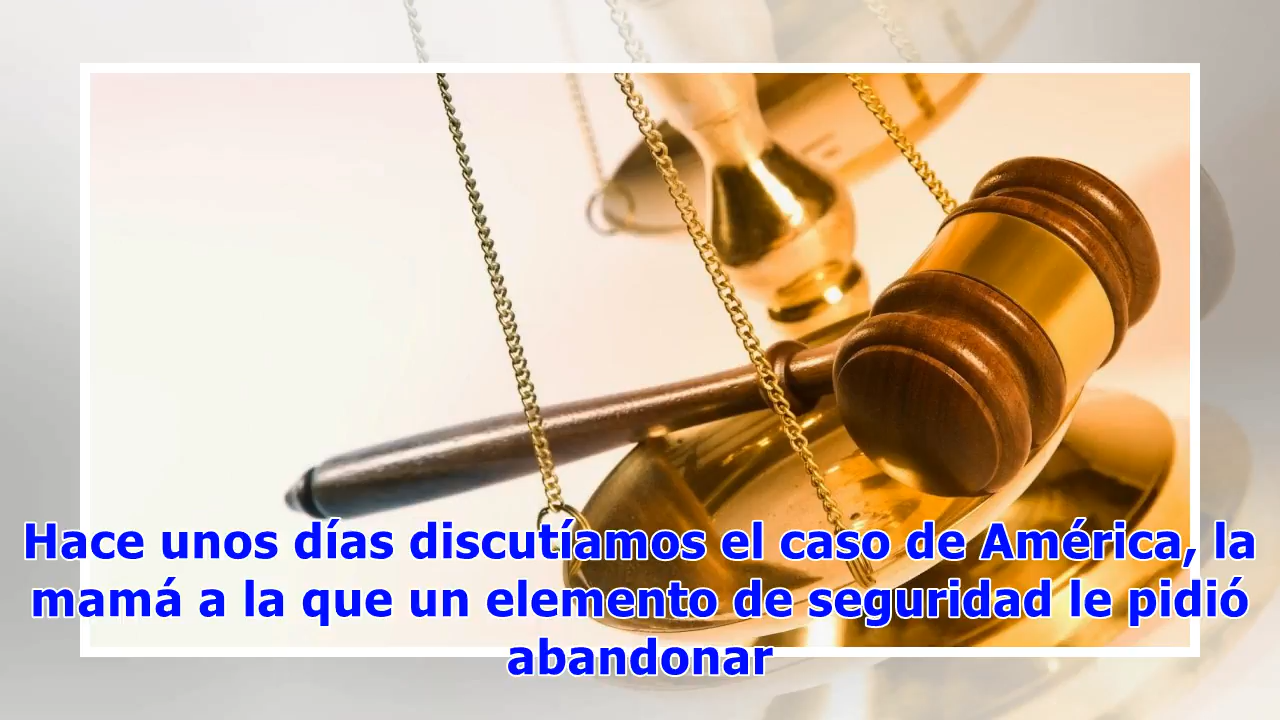 Hace unos días discutíamos el caso de América, la
mamá a la que un elemento de seguridad le pidió
abandonar